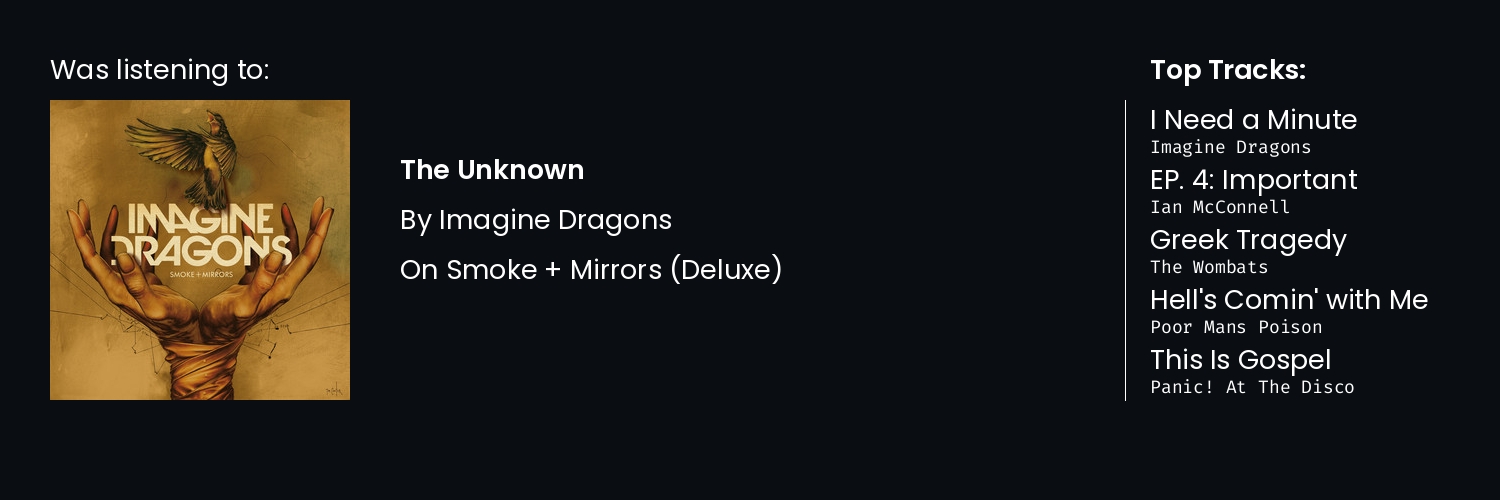 Was listening to:
IMAGINE
DRAGONS
SMOKE + MIRRORS
The Unknown
By Imagine Dragons
On Smoke + Mirrors (Deluxe)
Top Tracks:
I Need a Minute
Imagine Dragons
EP. 4: Important
Ian McConnell
Greek Tragedy
The Wombats
Hell's Comin' with Me
Poor Mans Poison
This Is Gospel
Panic! At The Disco